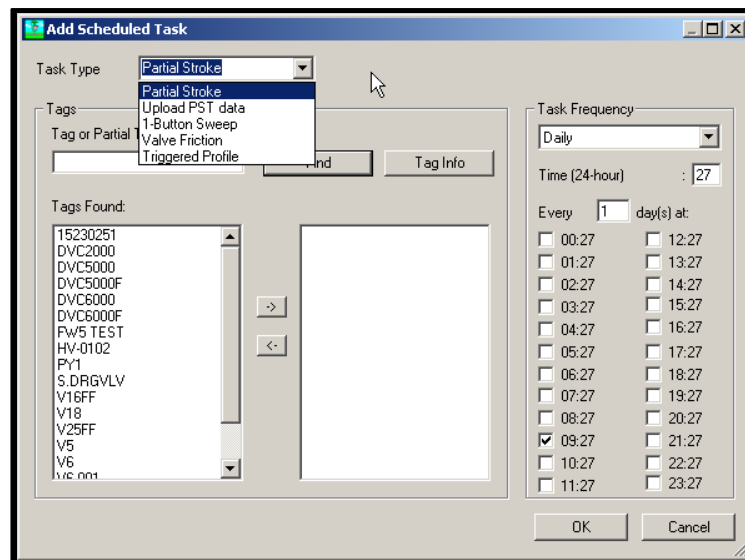 Add Scheduled Task
Task Type
Partial Stroke
Partial Stroke
Upload PST data
1-Button Sweep
Valve Friction
Triggered Profile
Tags
Tag or Partial
Tag Info
Tags Found:
15230251
DVC2000
DVC5000
DVC5000F
DVC6000
DVC6000F
FW5 TEST
HV-0102
PY1
S.DRGVLV
V16FF
V18
V25FF
V5
V6
->
<-
Task Frequency
Daily
Time (24-hour) : 27
Every 1 day(s) at:
00:27 12:27
01:27 13:27
02:27 14:27
03:27 15:27
04:27 16:27
05:27 17:27
06:27 18:27
07:27 19:27
08:27 20:27
09:27 21:27
10:27 22:27
11:27 23:27
OK Cancel